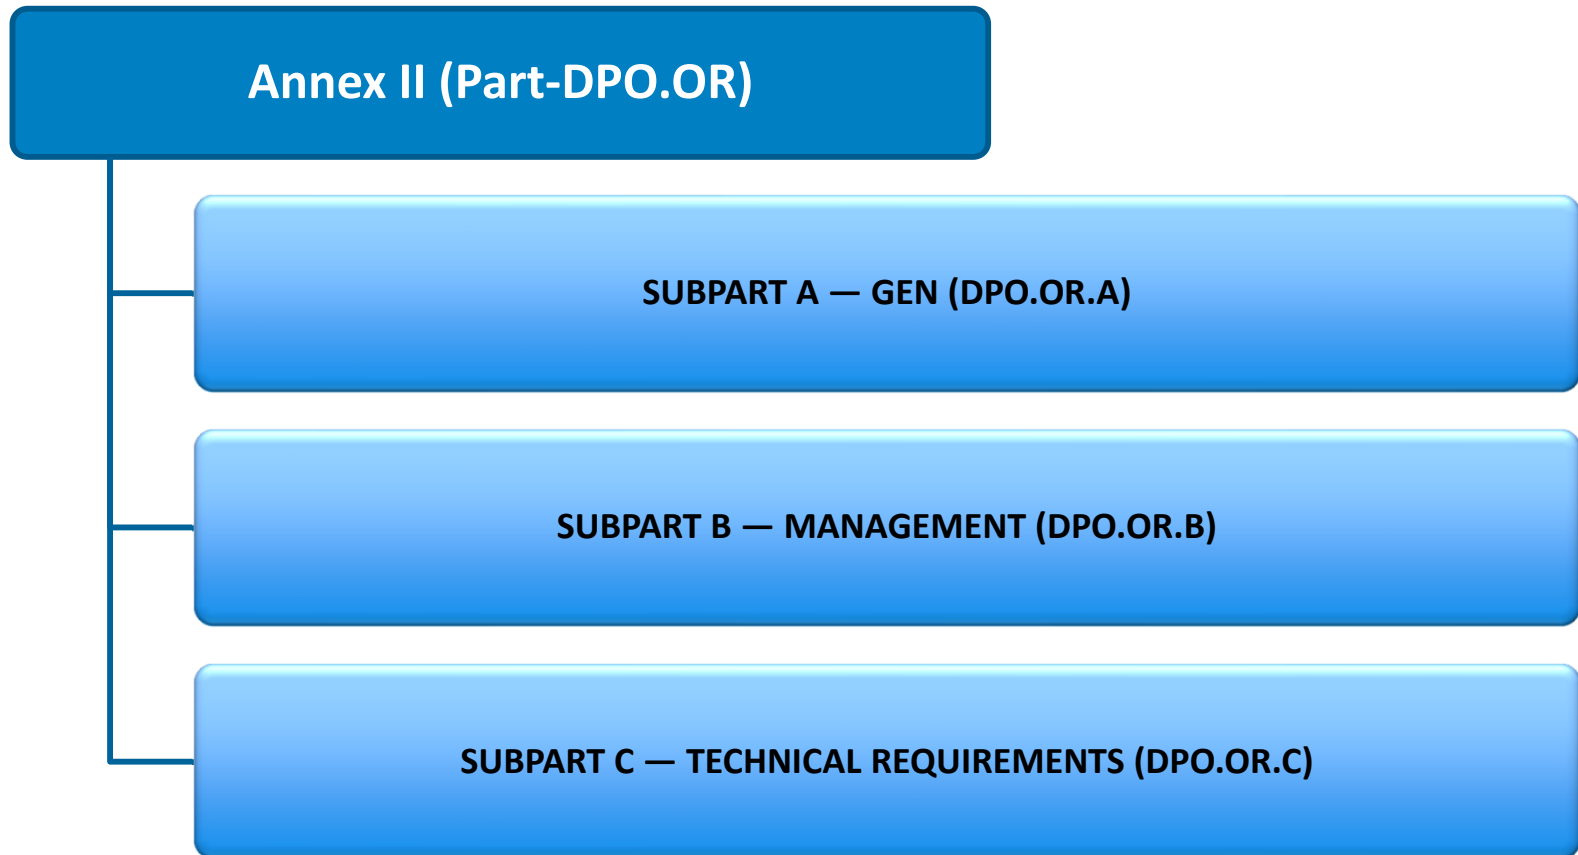 Annex II (Part-DPO.OR)
SUBPART A — GEN (DPO.OR.A)
SUBPART B — MANAGEMENT (DPO.OR.B)
SUBPART C — TECHNICAL REQUIREMENTS (DPO.OR.C)